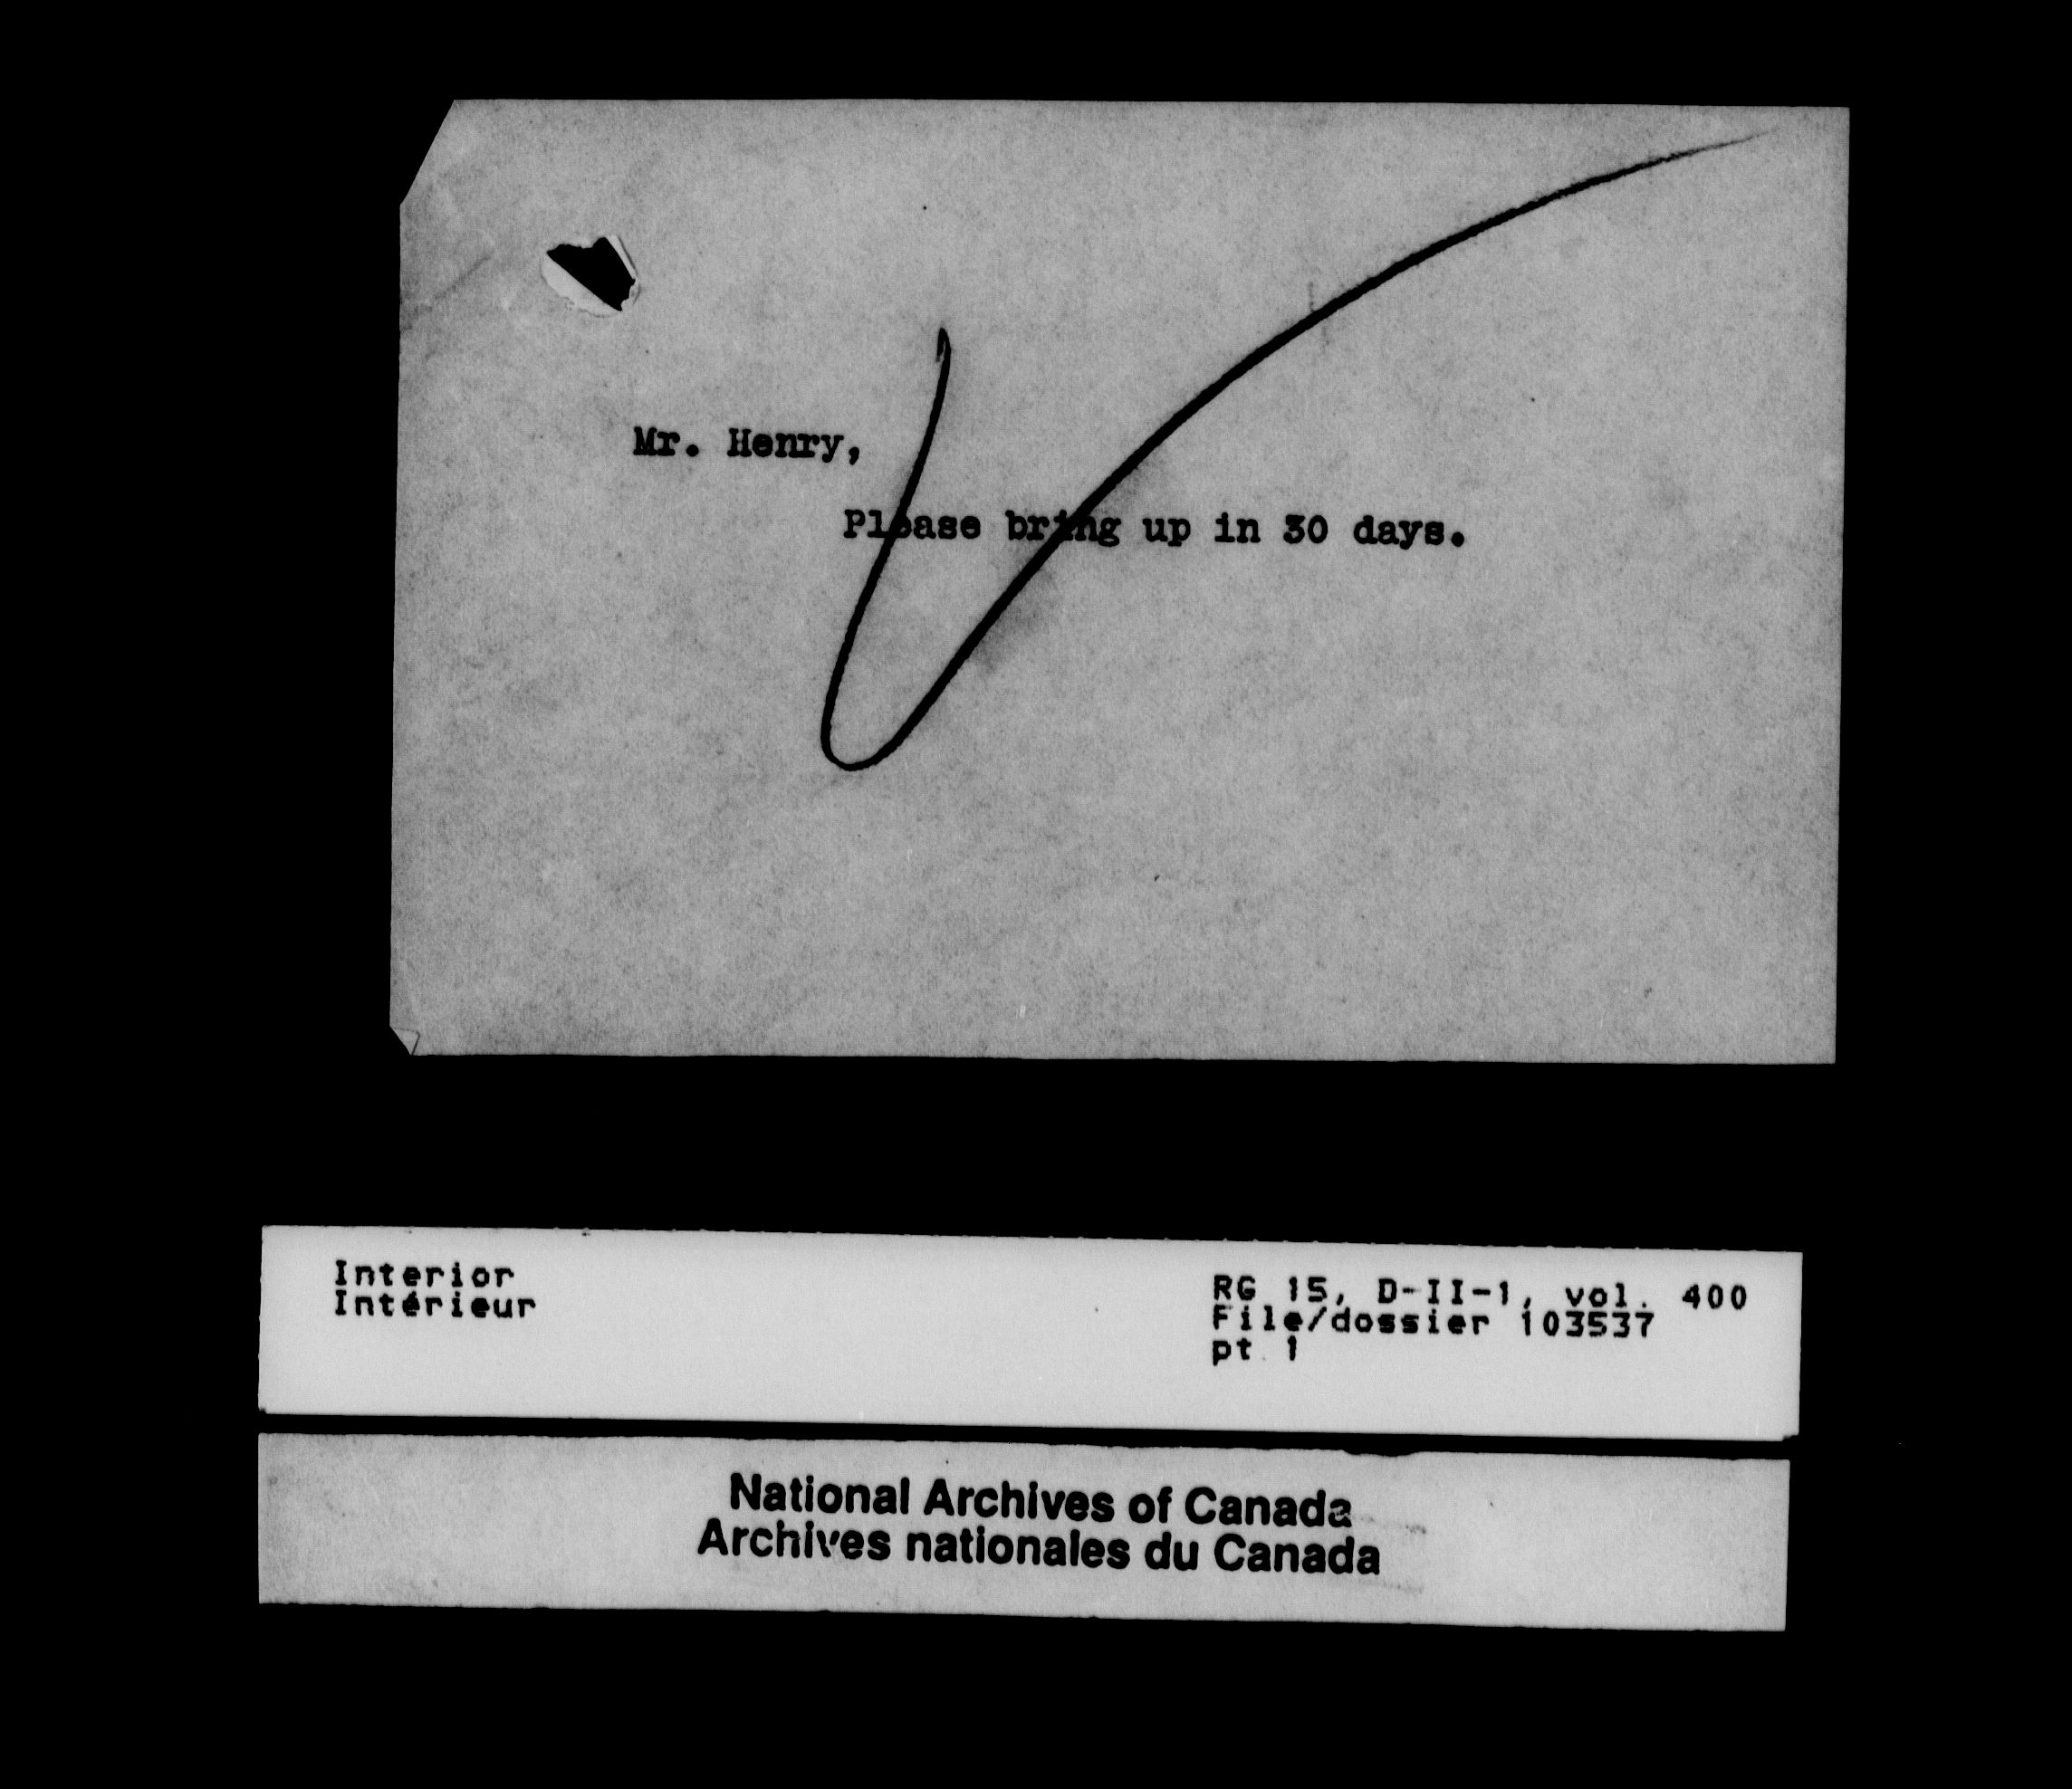 Mr. Henry,
Please bring up in 30 days.
Interior
Intérieur
RG 15, D-II-1, vol. 400
File/dossier 103537
pt 1
National Archives of Canada
Archives nationales du Canada